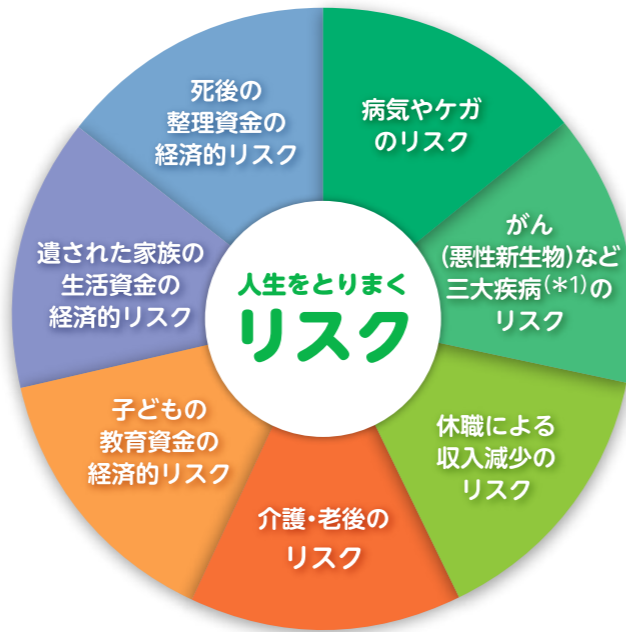 人生をとりまく
リスク
病気やケガ
のリスク
がん
(悪性新生物)など
三大疾病(*1)の
リスク
休職による
収入減少の
リスク
介護・老後の
リスク
子どもの
教育資金の
経済的リスク
遺された家族の
生活資金の
経済的リスク
死後の
整理資金の
経済的リスク